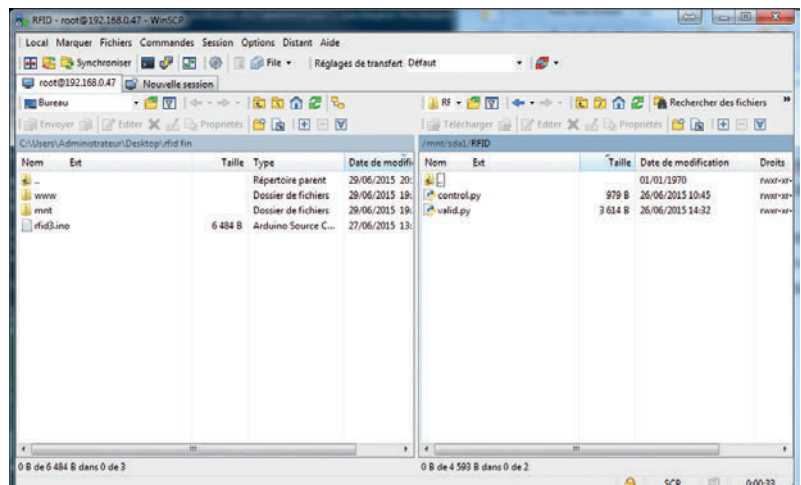 RFID - root@192.168.0.47 - WinSCP
Local Marquer Fichiers Commandes Session Options Distant Aide
Synchroniser File Réglages de transfert Défaut
root@192.168.0.47 Nouvelle session
Bureau RF Rechercher des fichiers »
Envoyer Editer Propriétés Télécharger Editer Propriétés
C:\Users\Administrateur\Desktop\rfid fin /mnt/sda1/RFID
Nom Ext Taille Type Date de modifi Nom Ext Taille Date de modification Droits
.. Répertoire parent 29/06/2015 20: .. 01/01/1970 rwxr-xr-
www Dossier de fichiers 29/06/2015 19: control.py 979 B 26/06/2015 10:45 rwxr-xr-
mnt Dossier de fichiers 29/06/2015 19: valid.py 3 614 B 26/06/2015 14:32 rwxr-xr-
rfid3.ino 6 484 B Arduino Source C... 27/06/2015 13:
0 B de 6 484 B dans 0 de 3 0 B de 4 593 B dans 0 de 2
SCP 0:00:33